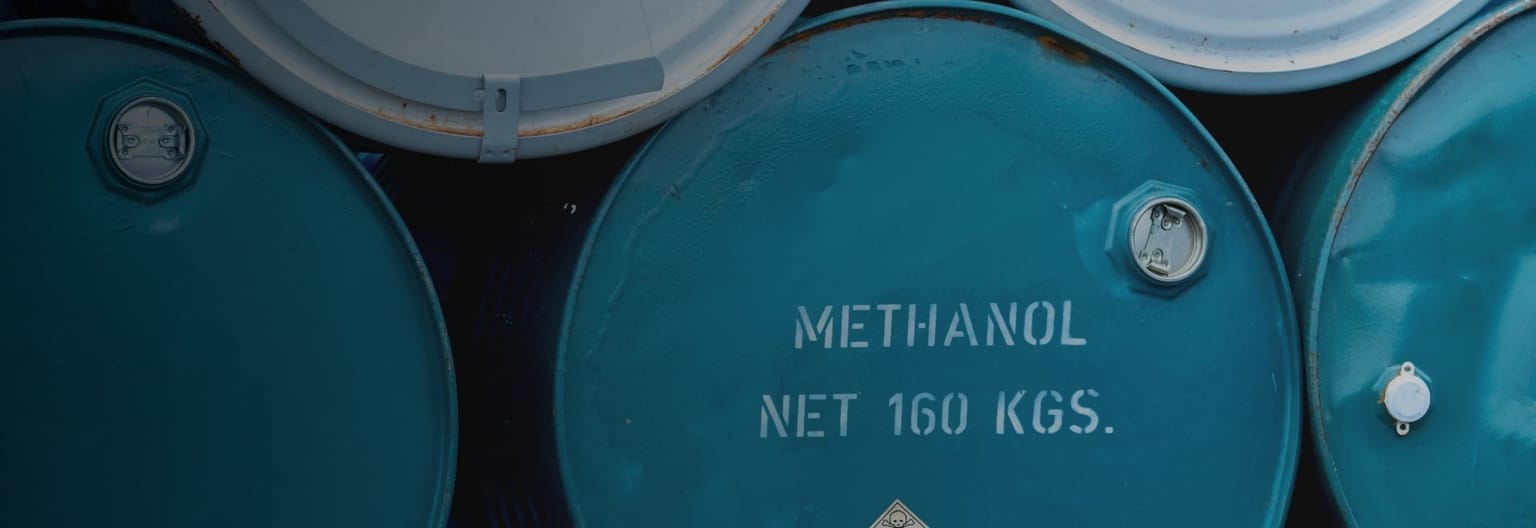 METHANOL
NET 160 KGS.